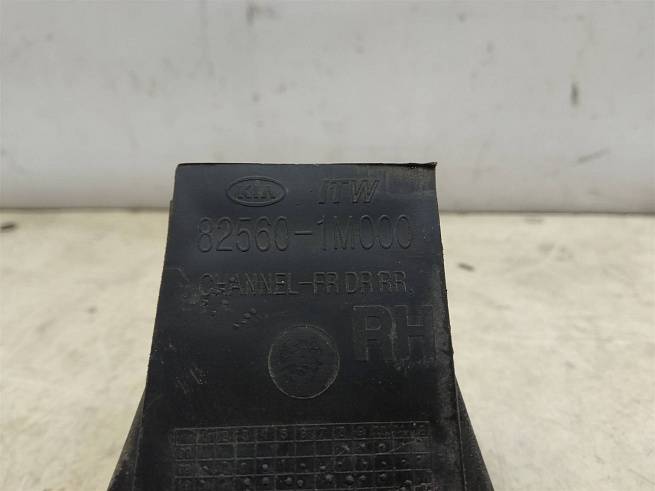 KIA ITW
82560-1M000
CHANNEL-FR DR RR.
RH